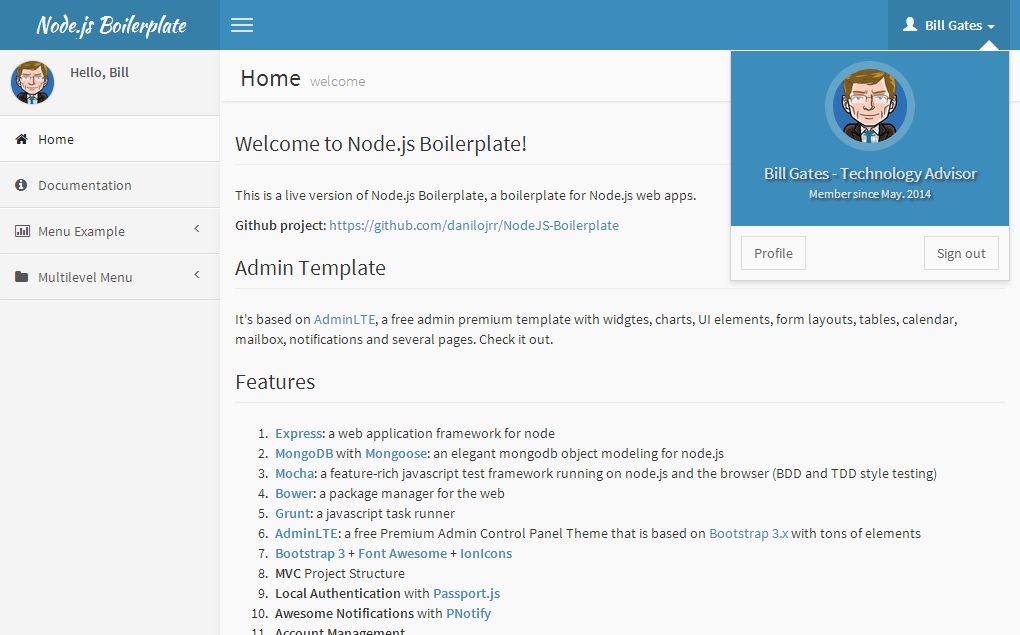 Node.js Boilerplate
Bill Gates
Hello, Bill
Home
Documentation
Menu Example
Multilevel Menu
Home welcome
Bill Gates - Technology Advisor
Member since May. 2014
Profile
Sign out
Welcome to Node.js Boilerplate!
This is a live version of Node.js Boilerplate, a boilerplate for Node.js web apps.
Github project: https://github.com/danilojrr/NodeJS-Boilerplate
Admin Template
It's based on AdminLTE, a free admin premium template with widgtes, charts, UI elements, form layouts, tables, calendar,
mailbox, notifications and several pages. Check it out.
Features
1. Express: a web application framework for node
2. MongoDB with Mongoose: an elegant mongodb object modeling for node.js
3. Mocha: a feature-rich javascript test framework running on node.js and the browser (BDD and TDD style testing)
4. Bower: a package manager for the web
5. Grunt: a javascript task runner
6. AdminLTE: a free Premium Admin Control Panel Theme that is based on Bootstrap 3.x with tons of elements
7. Bootstrap 3 + Font Awesome + IonIcons
8. MVC Project Structure
9. Local Authentication with Passport.js
10. Awesome Notifications with PNotify
11. Account Management